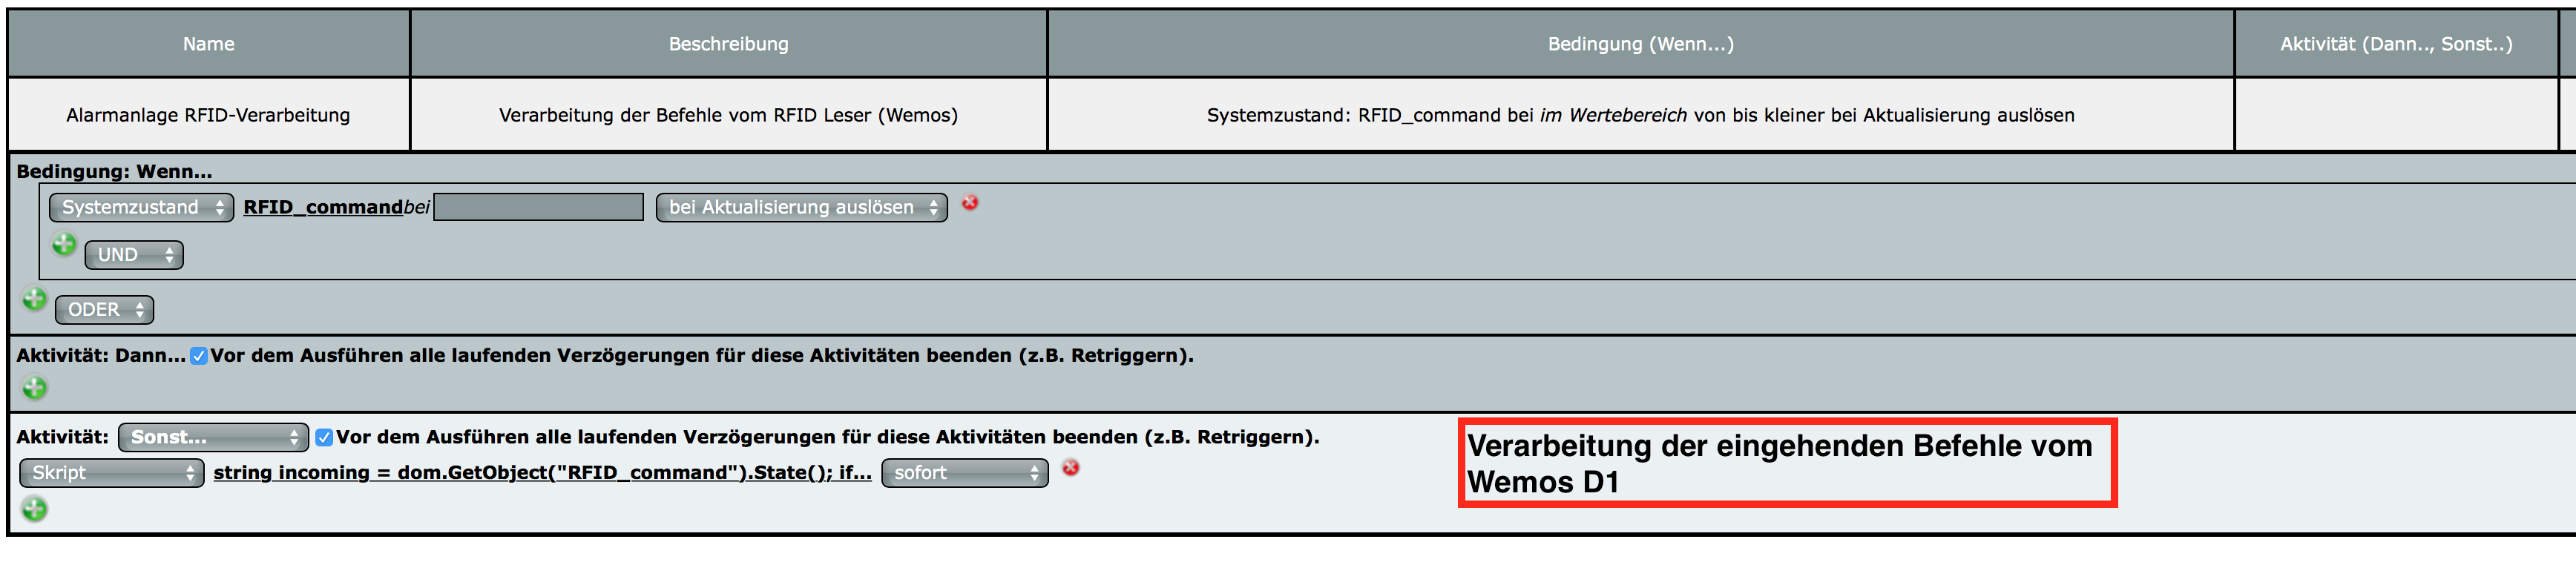 Name Beschreibung Bedingung (Wenn...) Aktivität (Dann.., Sonst..)
Alarmanlage RFID-Verarbeitung Verarbeitung der Befehle vom RFID Leser (Wemos) Systemzustand: RFID_command bei im Wertebereich von bis kleiner bei Aktualisierung auslösen
Bedingung: Wenn...
Systemzustand RFID_commandbei bei Aktualisierung auslösen
UND
ODER
Aktivität: Dann... Vor dem Ausführen alle laufenden Verzögerungen für diese Aktivitäten beenden (z.B. Retriggern).
Aktivität: Sonst... Vor dem Ausführen alle laufenden Verzögerungen für diese Aktivitäten beenden (z.B. Retriggern).
Skript string incoming = dom.GetObject("RFID_command").State(); if... sofort
Verarbeitung der eingehenden Befehle vom
Wemos D1